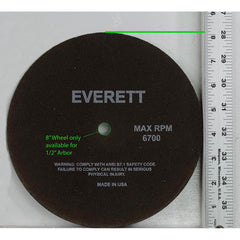 EVERETT
8"Wheel only
available for
1/2" Arbor
MAX RPM
6700
WARNING: COMPLY WITH ANSI B7.1 SAFETY CODE.
FAILURE TO COMPLY CAN RESULT IN SERIOUS
PHYSICAL INJURY.
MADE IN USA